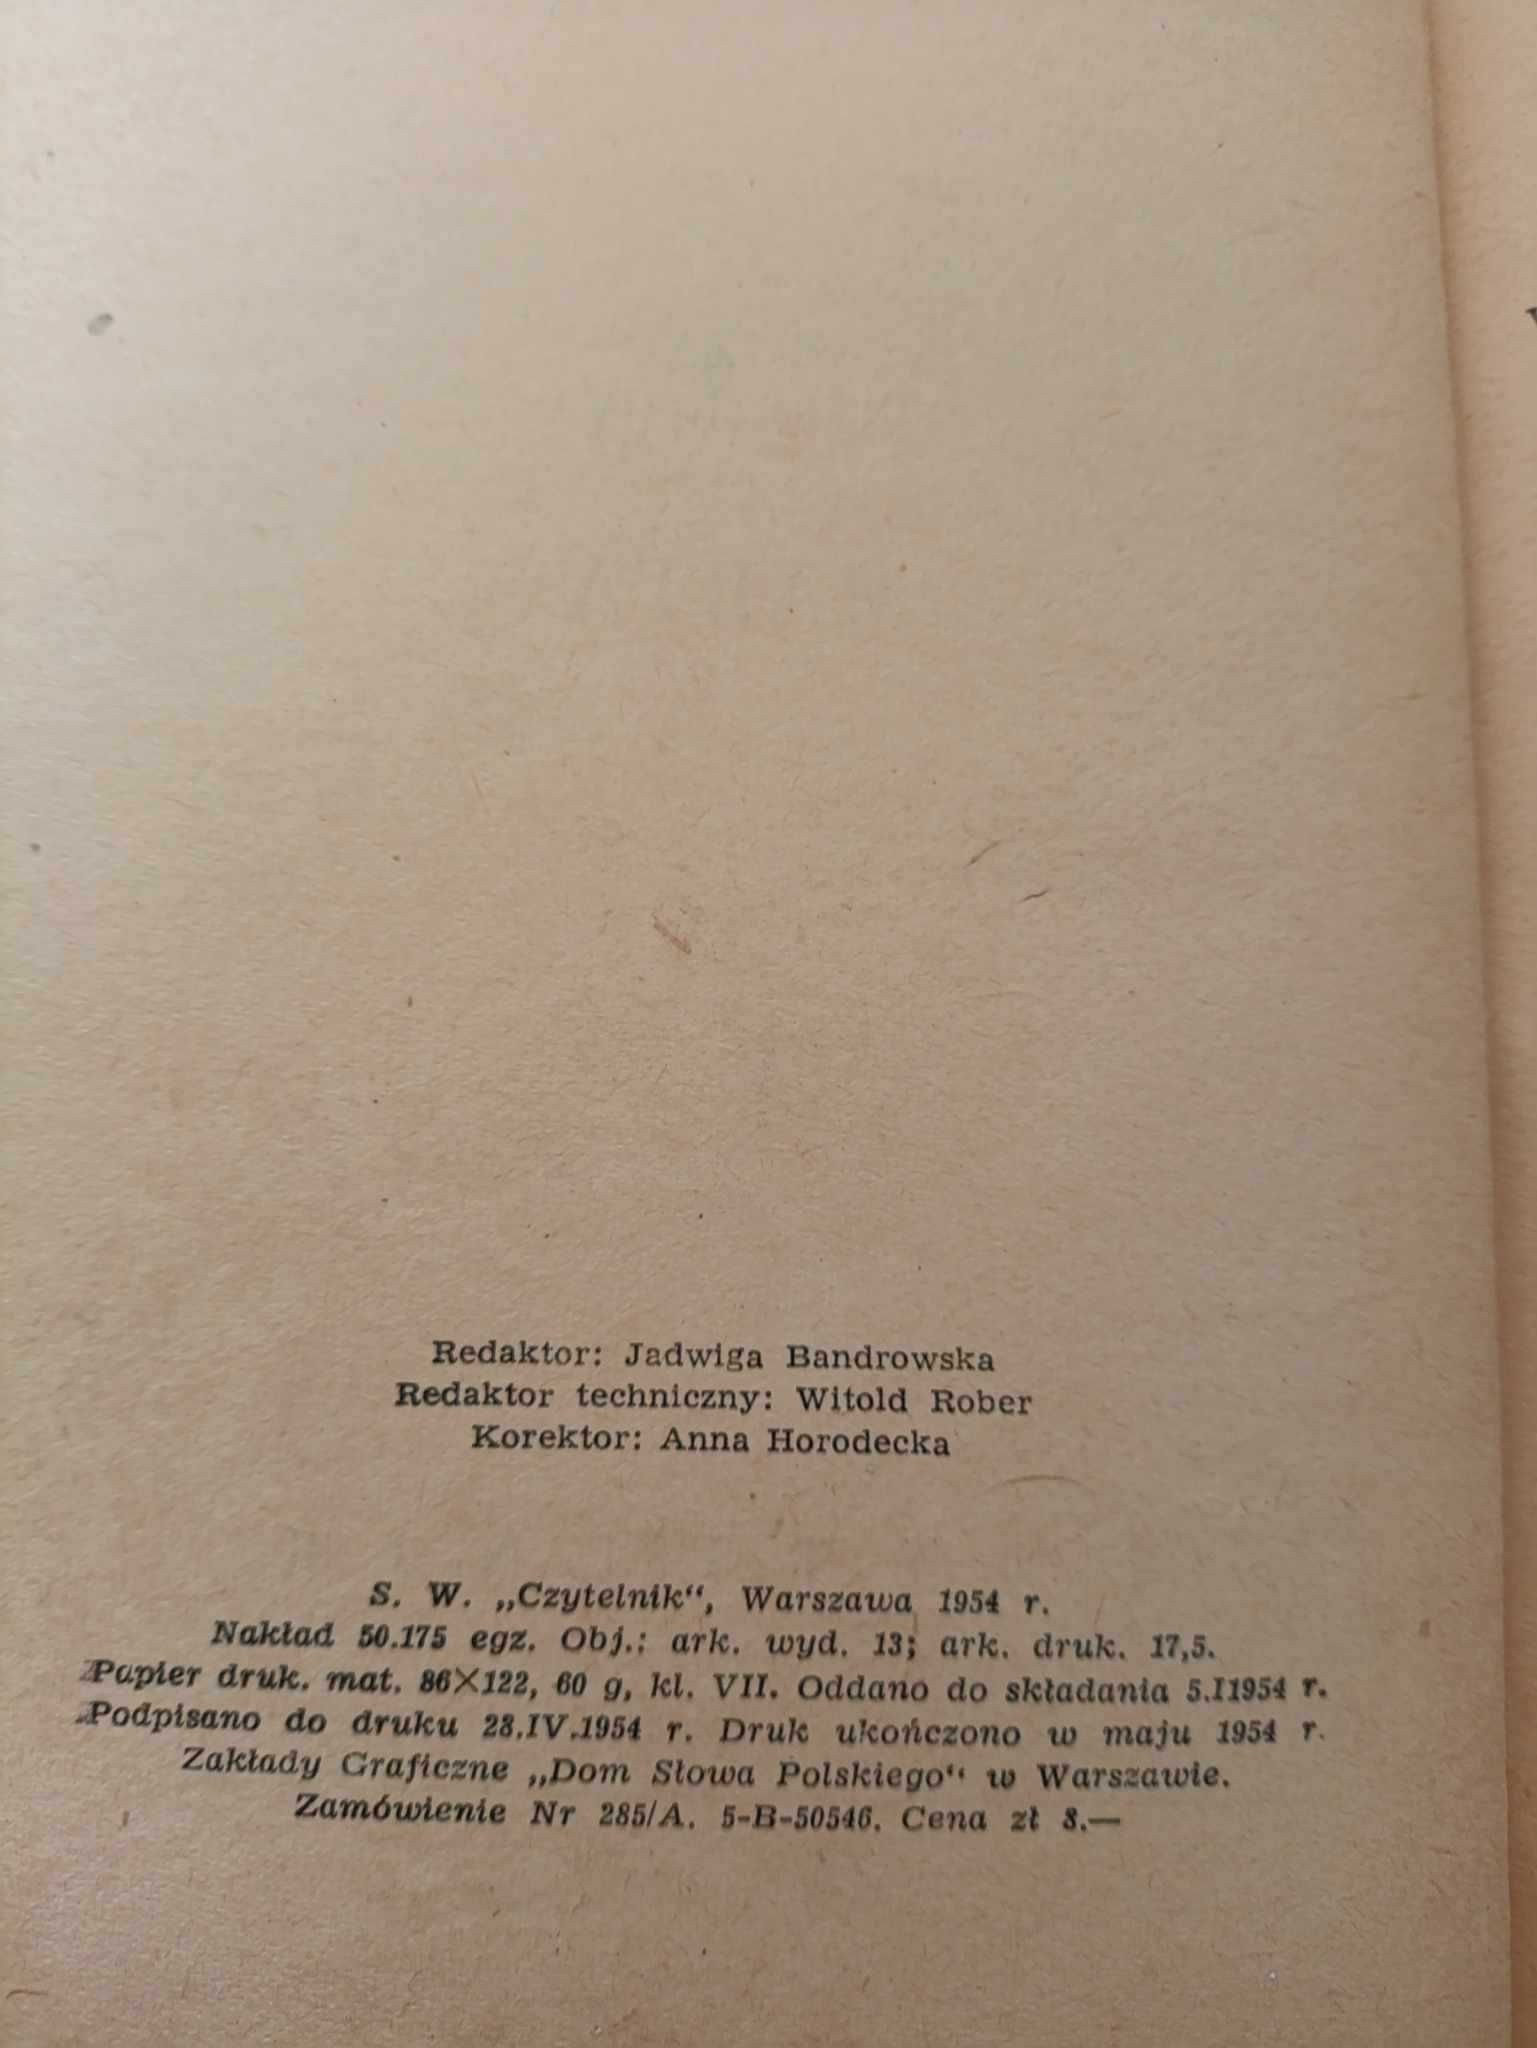 Redaktor: Jadwiga Bandrowska
Redaktor techniczny: Witold Rober
Korektor: Anna Horodecka
S. W. „Czytelnik“, Warszawa 1954 r.
Nakład 50.175 egz. Obj.: ark. wyd. 13; ark. druk. 17,5.
Papier druk. mat. 86×122, 60 g, kl. VII. Oddano do składania 5.I1954 r.
Podpisano do druku 28.IV.1954 r. Druk ukończono w maju 1954 r.
Zakłady Graficzne „Dom Słowa Polskiego“ w Warszawie.
Zamówienie Nr 285/A. 5-B-50546. Cena zł 8.—